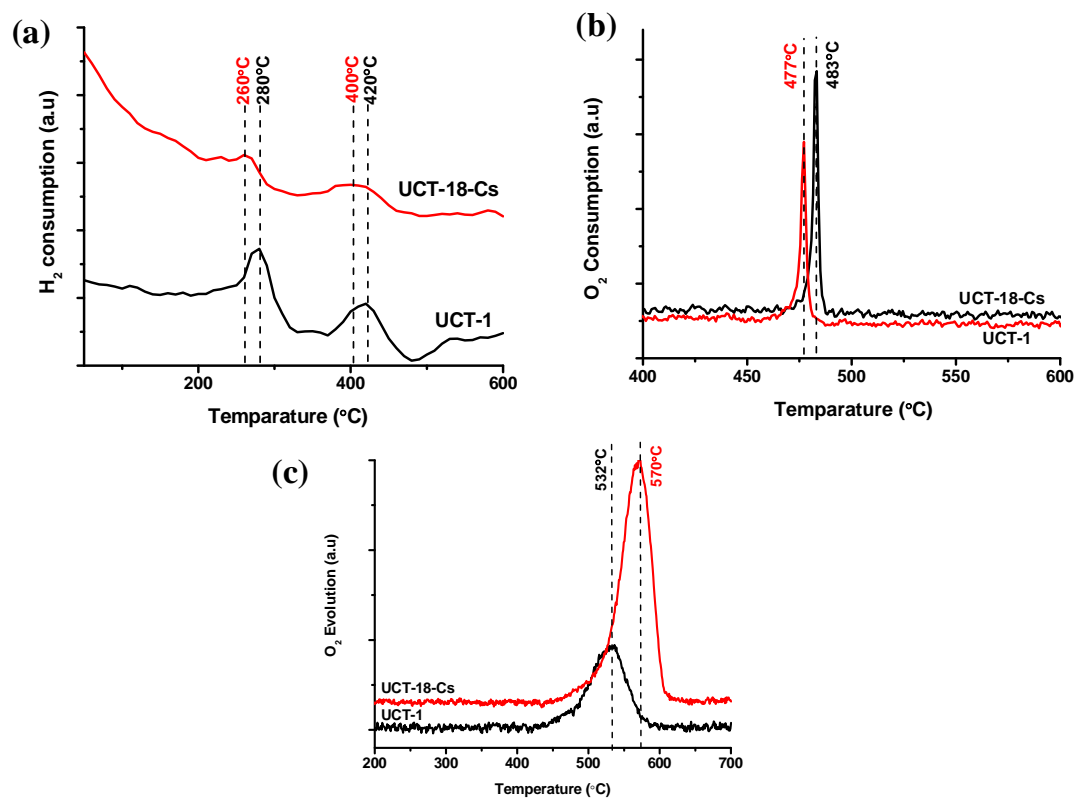 (a)
260°C
280°C
400°C
420°C
H₂ consumption (a.u)
UCT-18-Cs
UCT-1
200
400
600
Temparature (°C)
(b)
477°C
483°C
O₂ Consumption (a.u)
UCT-18-Cs
UCT-1
400
450
500
550
600
Temparature (°C)
(c)
532°C
570°C
O₂ Evolution (a.u)
UCT-18-Cs
UCT-1
200
300
400
500
600
700
Temperature (°C)